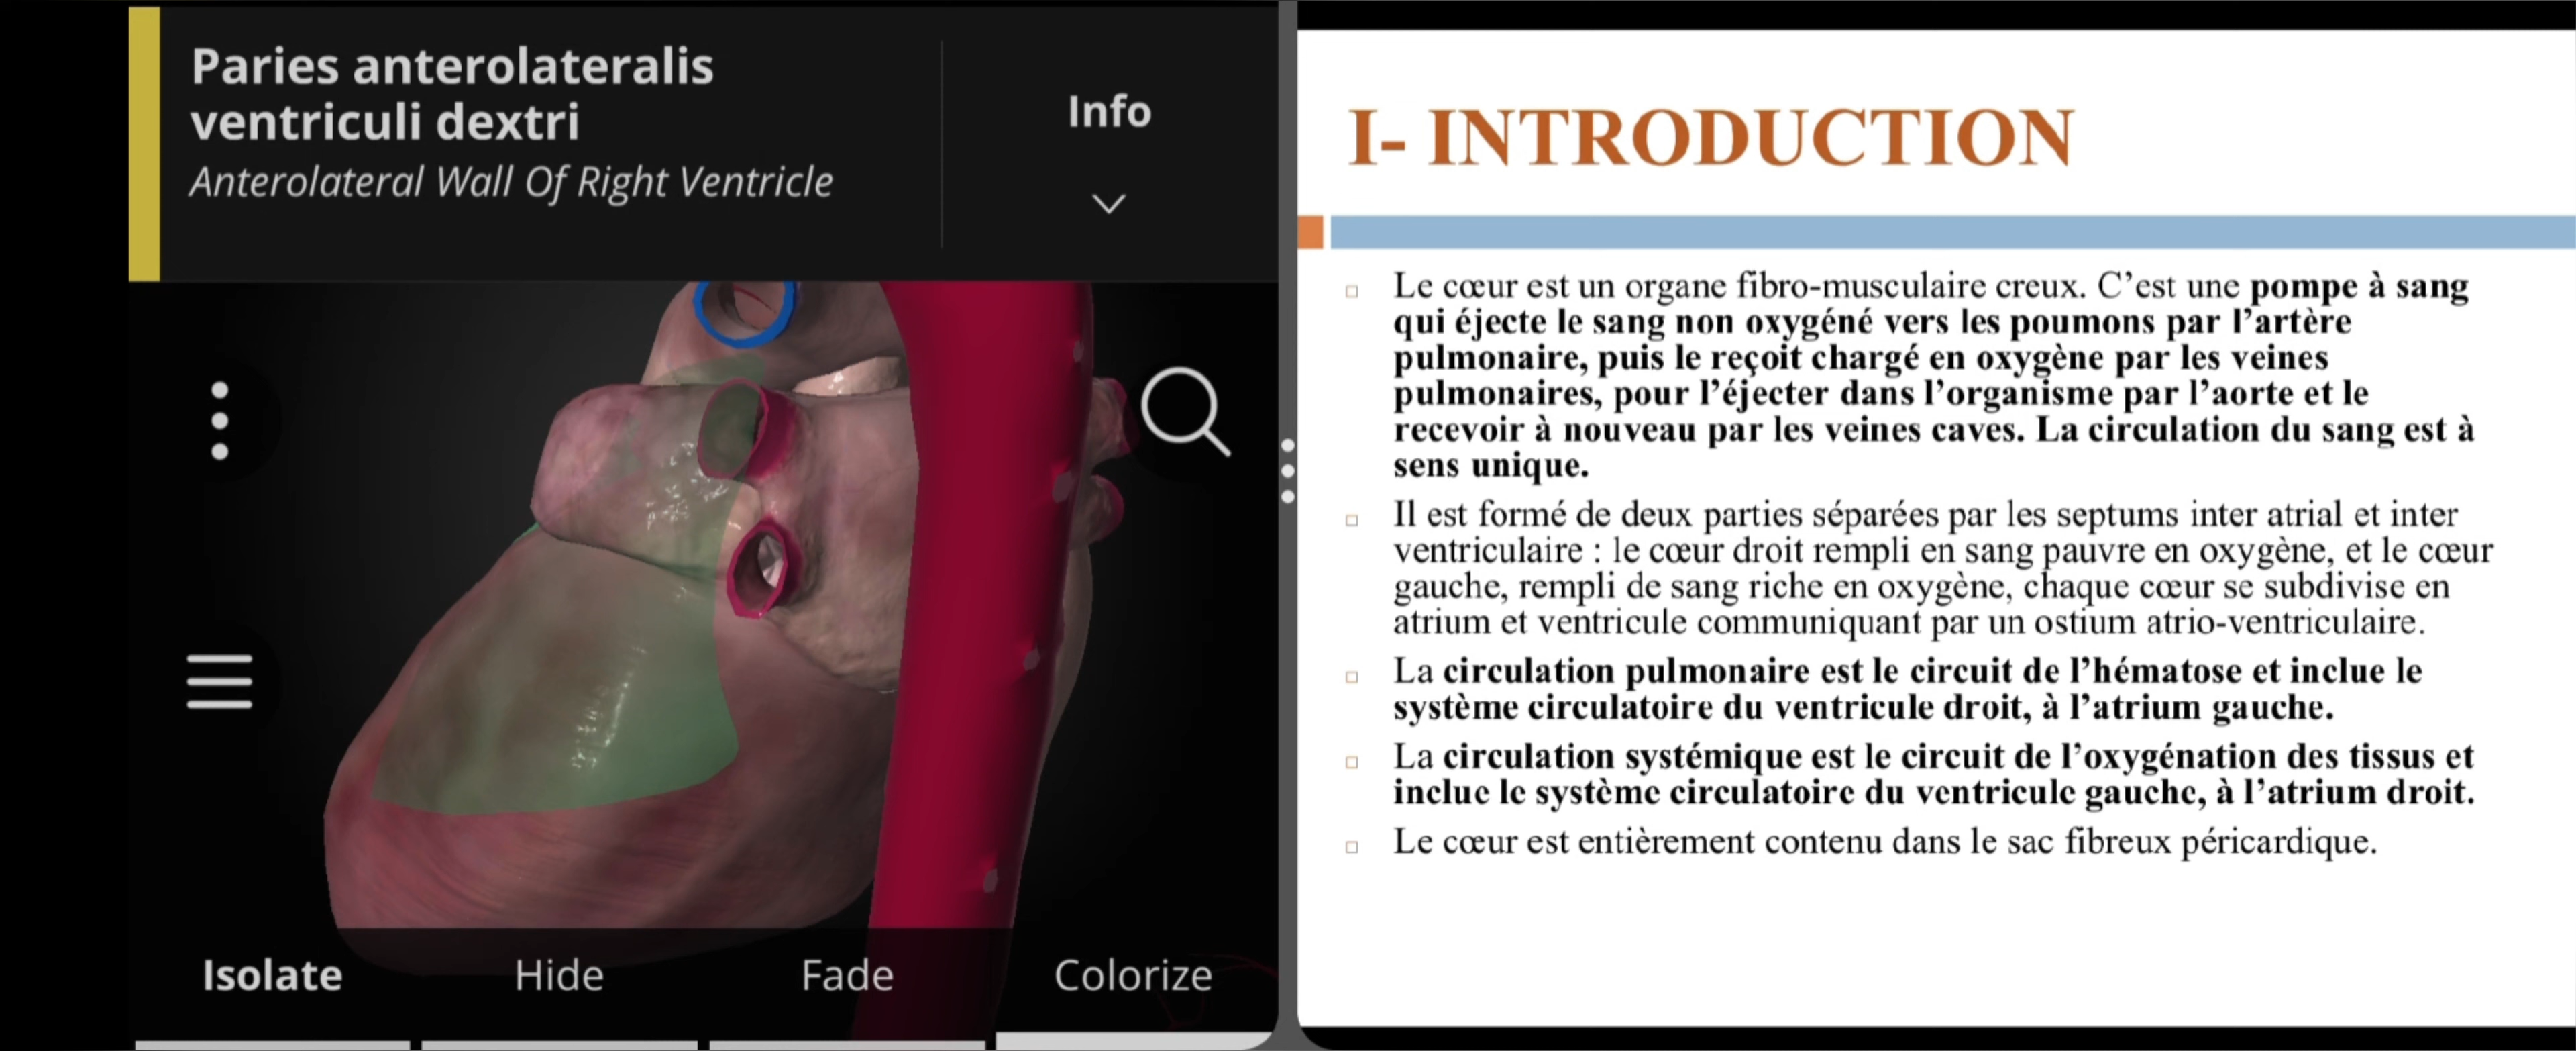 Paries anterolateralis
ventriculi dextri
Anterolateral Wall Of Right Ventricle
Info
Isolate
Hide
Fade
Colorize
I- INTRODUCTION
Le cœur est un organe fibro-musculaire creux. C’est une pompe à sang
qui éjecte le sang non oxygéné vers les poumons par l’artère
pulmonaire, puis le reçoit chargé en oxygène par les veines
pulmonaires, pour l’éjecter dans l’organisme par l’aorte et le
recevoir à nouveau par les veines caves. La circulation du sang est à
sens unique.
Il est formé de deux parties séparées par les septums inter atrial et inter
ventriculaire : le cœur droit rempli en sang pauvre en oxygène, et le cœur
gauche, rempli de sang riche en oxygène, chaque cœur se subdivise en
atrium et ventricule communiquant par un ostium atrio-ventriculaire.
La circulation pulmonaire est le circuit de l’hématose et inclue le
système circulatoire du ventricule droit, à l’atrium gauche.
La circulation systémique est le circuit de l’oxygénation des tissus et
inclue le système circulatoire du ventricule gauche, à l’atrium droit.
Le cœur est entièrement contenu dans le sac fibreux péricardique.